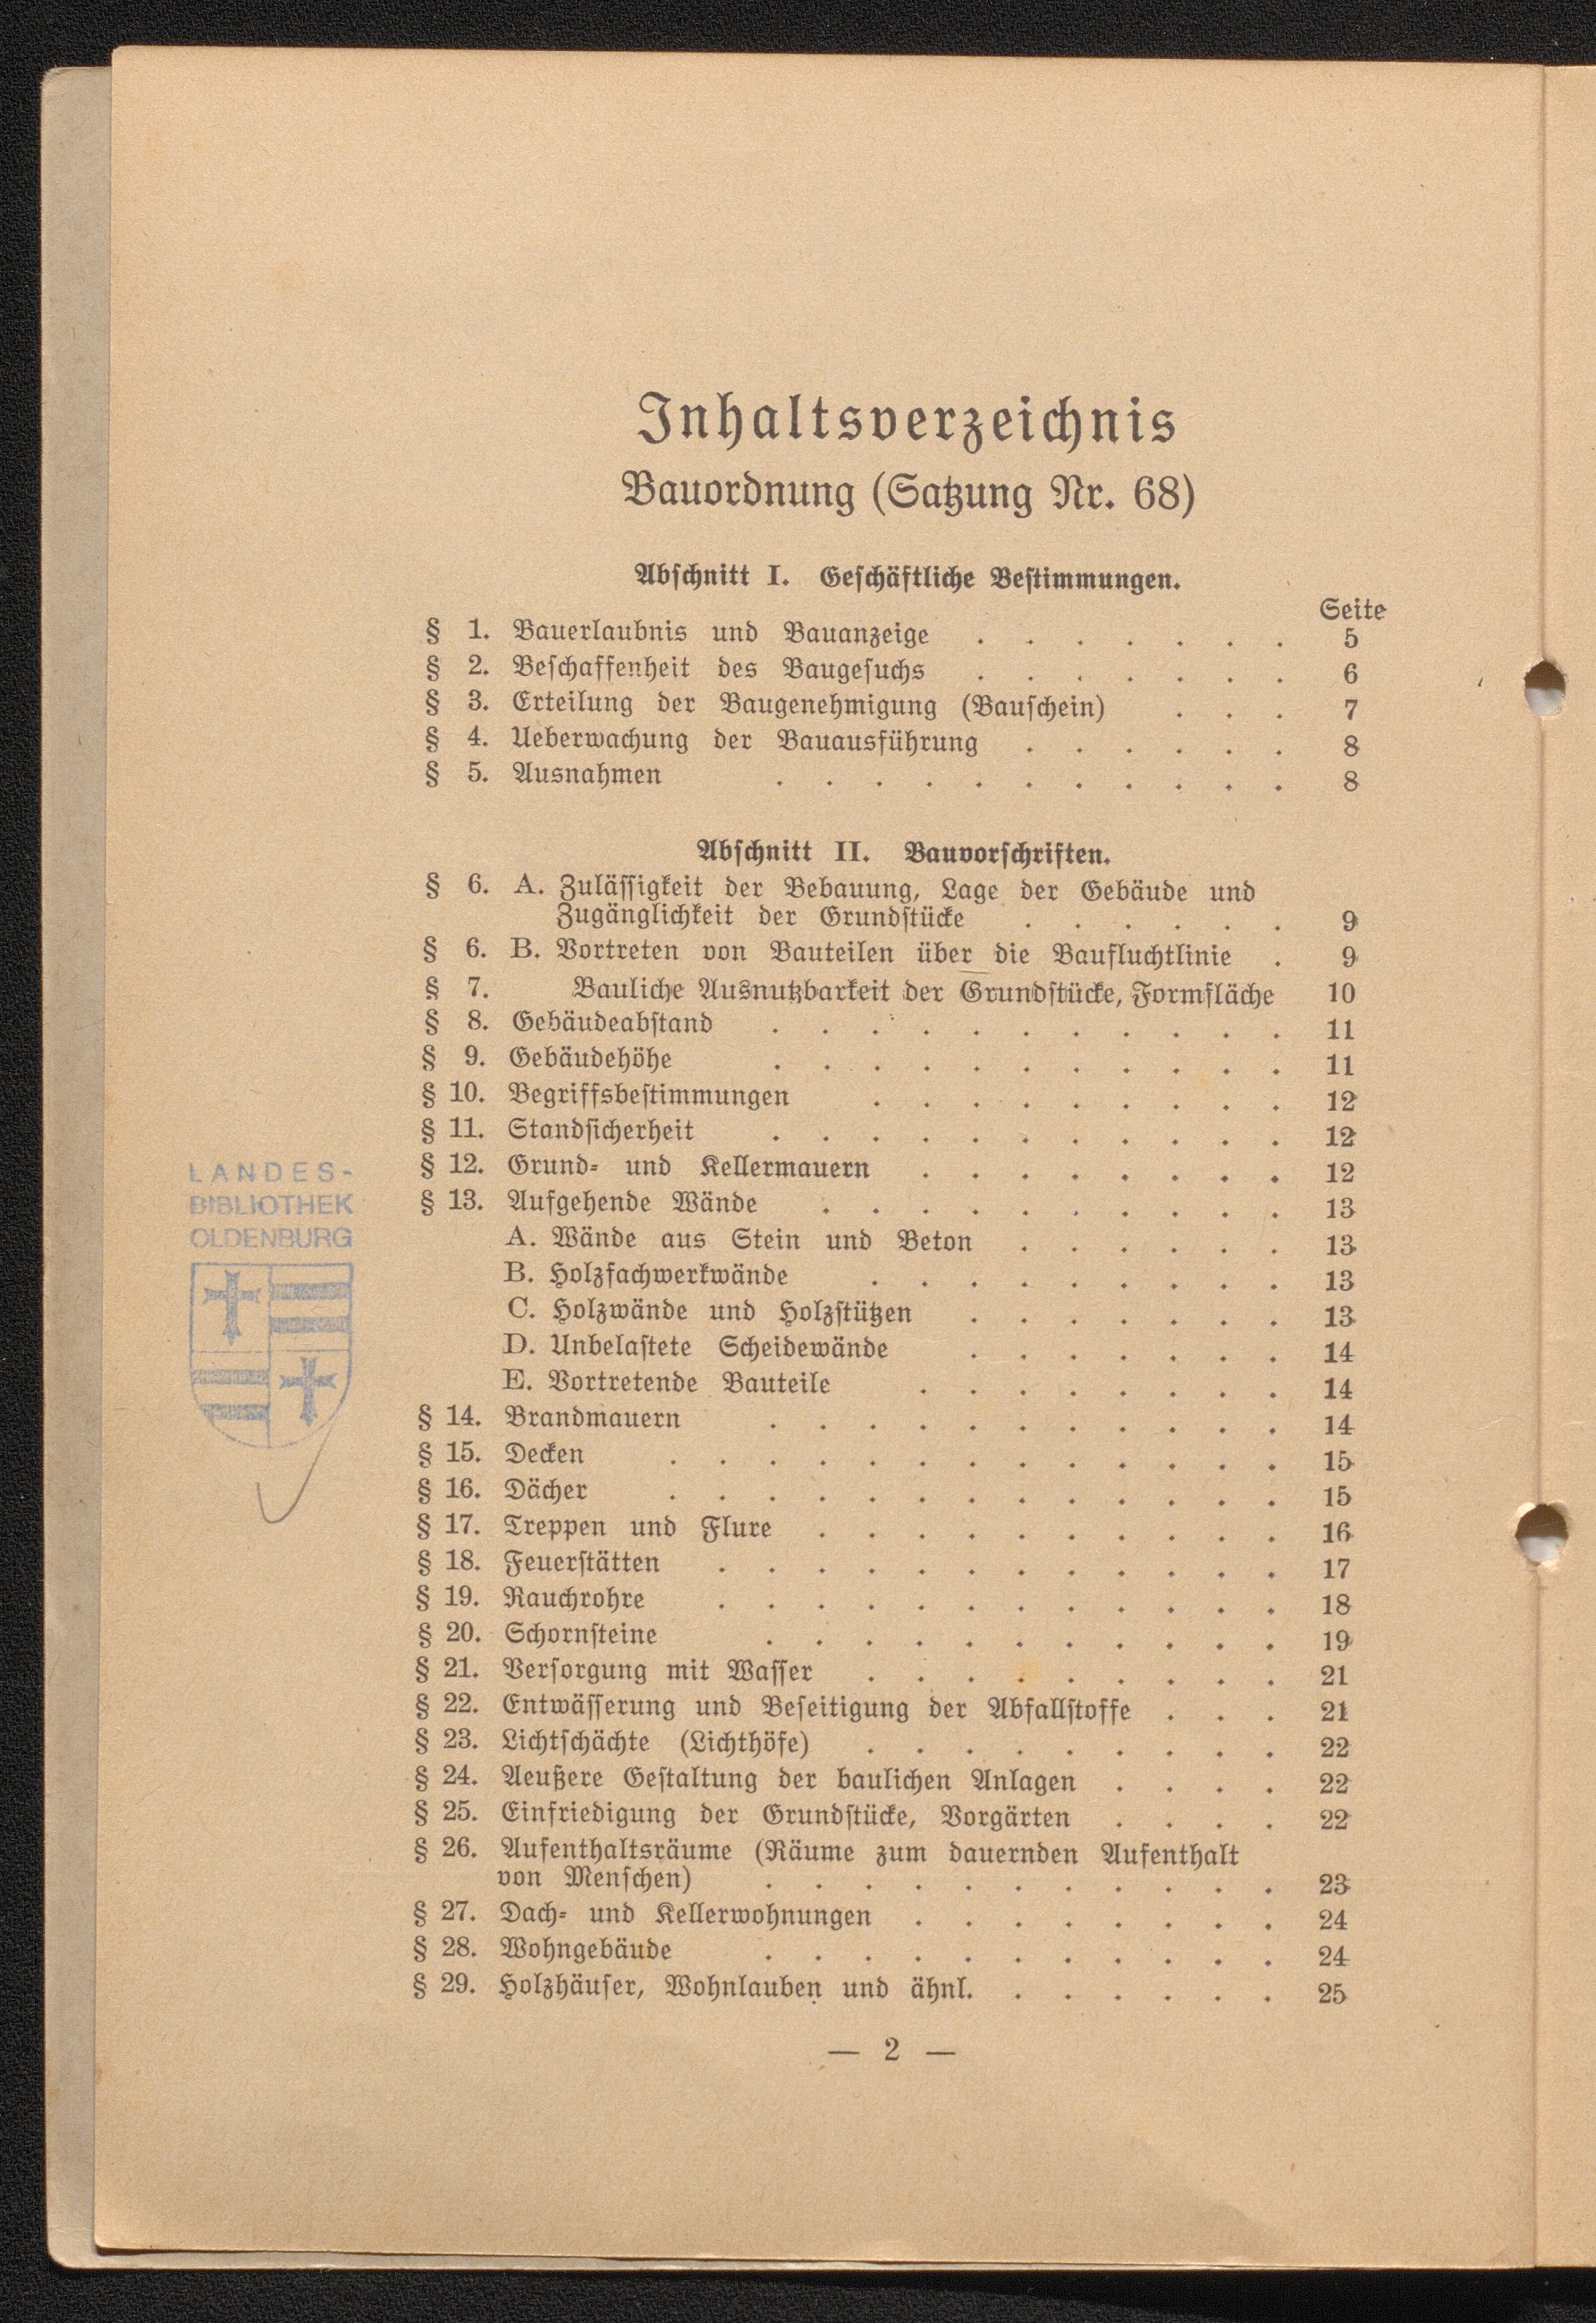 Inhaltsverzeichnis
Bauordnung (Satzung Nr. 68)
Abschnitt I. Geschäftliche Bestimmungen.
Seite
§ 1. Bauerlaubnis und Bauanzeige . . . . . . . 5
§ 2. Beschaffenheit des Baugesuchs . . . . . . . 6
§ 3. Erteilung der Baugenehmigung (Bauschein) . . . 7
§ 4. Ueberwachung der Bauausführung . . . . . . 8
§ 5. Ausnahmen . . . . . . . . . . . 8
Abschnitt II. Bauvorschriften.
§ 6. A. Zulässigkeit der Bebauung, Lage der Gebäude und
Zugänglichkeit der Grundstücke . . . . . . 9
§ 6. B. Vortreten von Bauteilen über die Baufluchtlinie . 9
§ 7. Bauliche Ausnutzbarkeit der Grundstücke, Formfläche 10
§ 8. Gebäudeabstand . . . . . . . . . . . 11
§ 9. Gebäudehöhe . . . . . . . . . . . 11
§ 10. Begriffsbestimmungen . . . . . . . . . 12
§ 11. Standsicherheit . . . . . . . . . . . 12
§ 12. Grund- und Kellermauern . . . . . . . . 12
§ 13. Aufgehende Wände . . . . . . . . . . 13
A. Wände aus Stein und Beton . . . . . . 13
B. Holzfachwerkwände . . . . . . . . . 13
C. Holzwände und Holzstützen . . . . . . . 13
D. Unbelastete Scheidewände . . . . . . . 14
E. Vortretende Bauteile . . . . . . . . 14
§ 14. Brandmauern . . . . . . . . . . . 14
§ 15. Decken . . . . . . . . . . . . . 15
§ 16. Dächer . . . . . . . . . . . . . 15
§ 17. Treppen und Flure . . . . . . . . . . 16
§ 18. Feuerstätten . . . . . . . . . . . . 17
§ 19. Rauchrohre . . . . . . . . . . . . 18
§ 20. Schornsteine . . . . . . . . . . . 19
§ 21. Versorgung mit Wasser . . . . . . . . . 21
§ 22. Entwässerung und Beseitigung der Abfallstoffe . . . 21
§ 23. Lichtschächte (Lichthöfe) . . . . . . . . . 22
§ 24. Aeußere Gestaltung der baulichen Anlagen . . . . 22
§ 25. Einfriedigung der Grundstücke, Vorgärten . . . . 22
§ 26. Aufenthaltsräume (Räume zum dauernden Aufenthalt
von Menschen) . . . . . . . . . . . 23
§ 27. Dach- und Kellerwohnungen . . . . . . . . 24
§ 28. Wohngebäude . . . . . . . . . . . 24
§ 29. Holzhäuser, Wohnlauben und ähnl. . . . . . . 25
— 2 —
LANDES-
BIBLIOTHEK
OLDENBURG